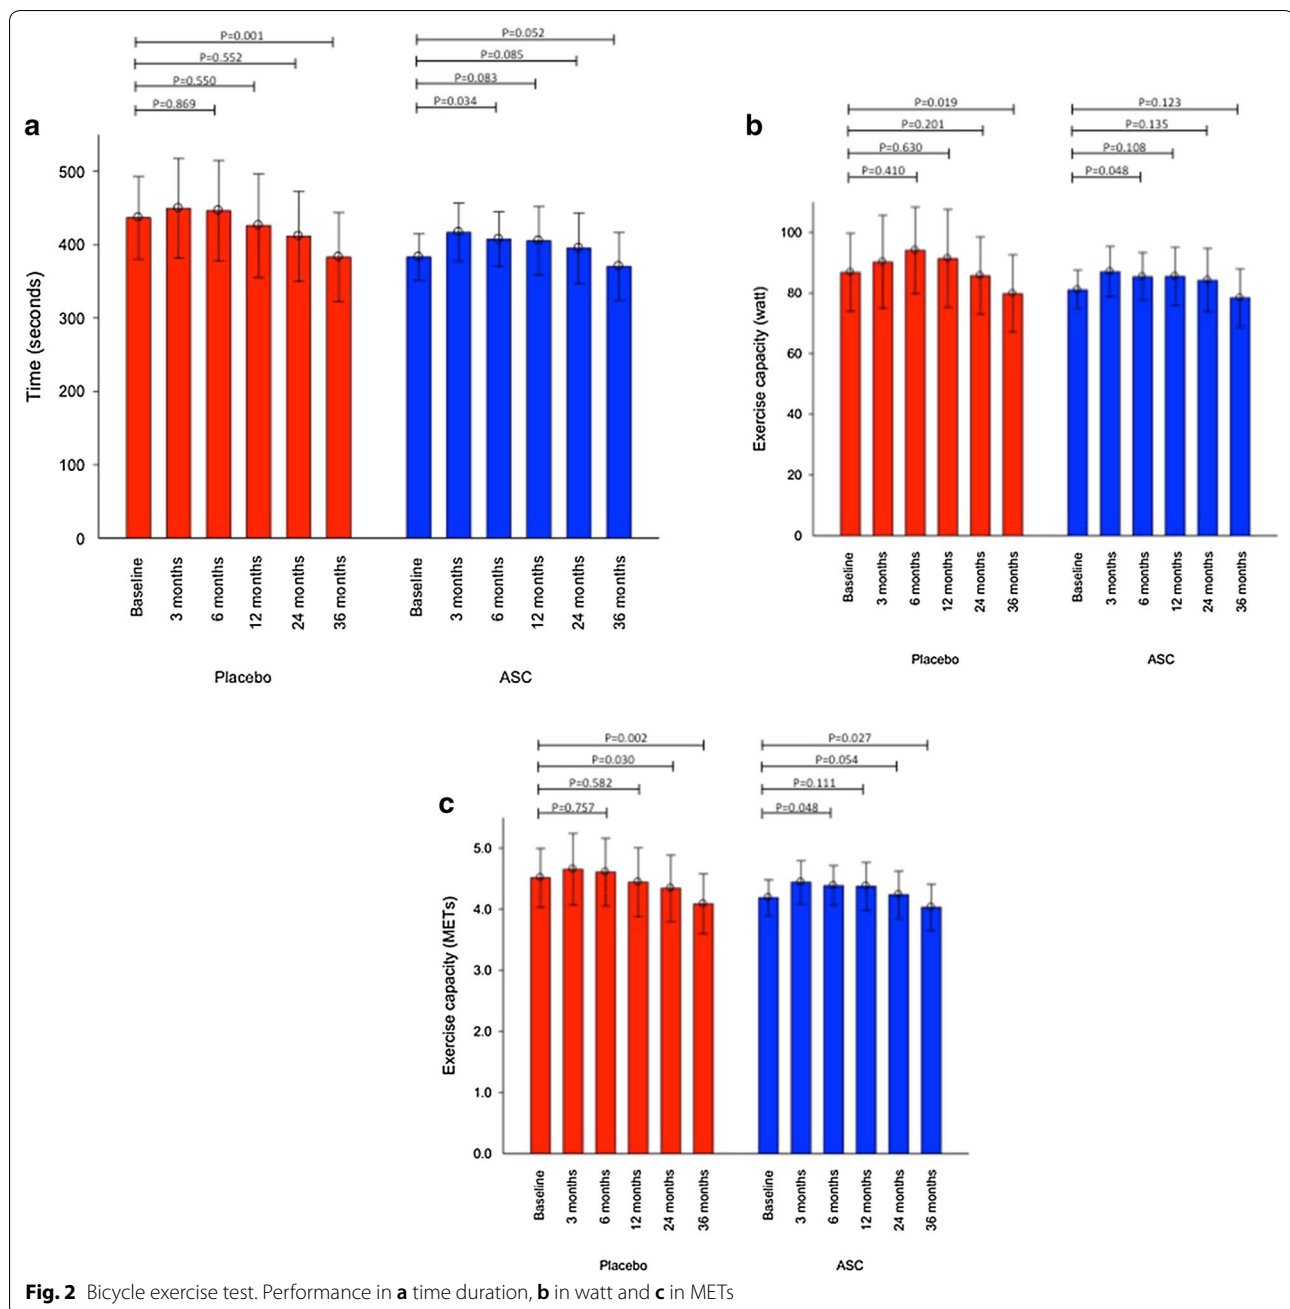 P=0.001
P=0.052
P=0.552
P=0.085
P=0.550
P=0.083
P=0.869
P=0.034
a
500
400
300
200
100
0
Time (seconds)
Baseline
3 months
6 months
12 months
24 months
36 months
Baseline
3 months
6 months
12 months
24 months
36 months
Placebo
ASC
P=0.019
P=0.123
P=0.201
P=0.135
P=0.630
P=0.108
P=0.410
P=0.048
b
100
80
60
40
20
0
Exercise capacity (watt)
Baseline
3 months
6 months
12 months
24 months
36 months
Baseline
3 months
6 months
12 months
24 months
36 months
Placebo
ASC
P=0.002
P=0.027
P=0.030
P=0.054
P=0.582
P=0.111
P=0.757
P=0.048
c
5.0
4.0
3.0
2.0
1.0
0.0
Exercise capacity (METs)
Baseline
3 months
6 months
12 months
24 months
36 months
Baseline
3 months
6 months
12 months
24 months
36 months
Placebo
ASC
Fig. 2 Bicycle exercise test. Performance in a time duration, b in watt and c in METs